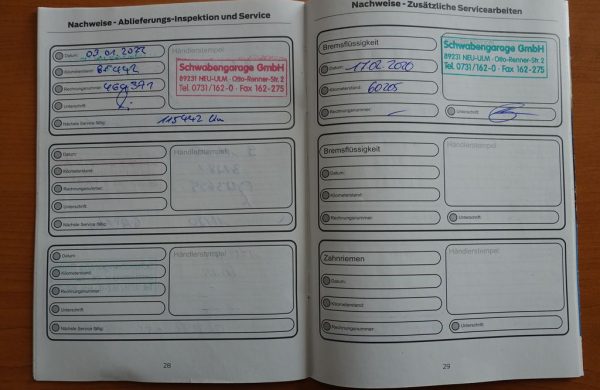 Nachweise - Ablieferungs-Inspektion und Service
Datum: 03.01.2022
Händlerstempel
Kilometerstand:
Rechnungsnummer: 469371
Unterschrift:
Nächste Service fällig: 115442 Km
Schwabengarage GmbH
89231 NEU-ULM · Otto-Renner-Str. 2
Tel. 0731/162-0 · Fax 162-275
Datum:
Händlerstempel
Kilometerstand:
Rechnungsnummer:
Unterschrift:
Nächste Service fällig:
Datum:
Händlerstempel
Kilometerstand:
Rechnungsnummer:
Unterschrift:
Nächste Service fällig:
28
Nachweise - Zusätzliche Servicearbeiten
Bremsflüssigkeit
Datum: 17.02.2020
Kilometerstand: 60205
Rechnungsnummer: -
Schwabengarage GmbH
89231 NEU-ULM · Otto-Renner-Str. 2
Tel. 0731/162-0 · Fax 162-275
Unterschrift:
Bremsflüssigkeit
Händlerstempel
Datum:
Kilometerstand:
Rechnungsnummer:
Unterschrift:
Zahnriemen
Händlerstempel
Datum:
Kilometerstand:
Rechnungsnummer:
Unterschrift:
29